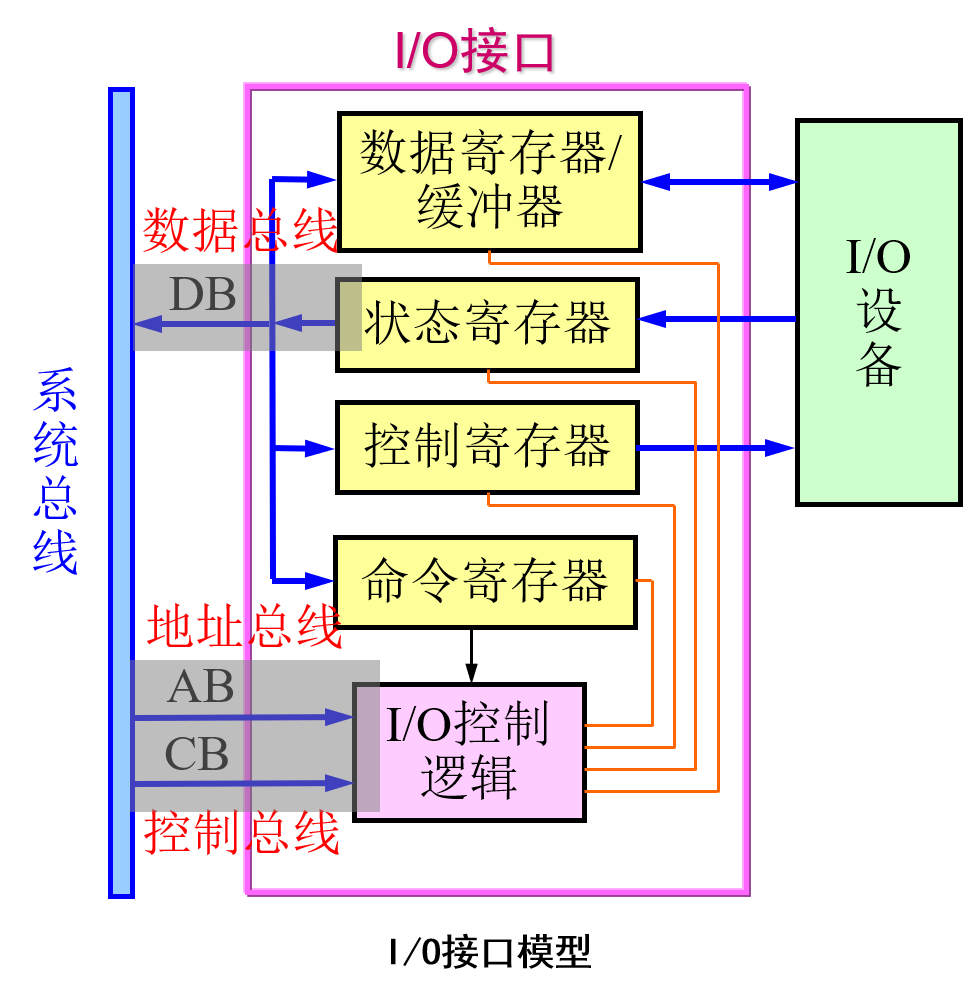 I/O接口
数据寄存器/
缓冲器
数据总线
DB
状态寄存器
I/O
设
备
系
统
总
线
控制寄存器
命令寄存器
地址总线
AB
CB
控制总线
I/O控制
逻辑
I/O接口模型